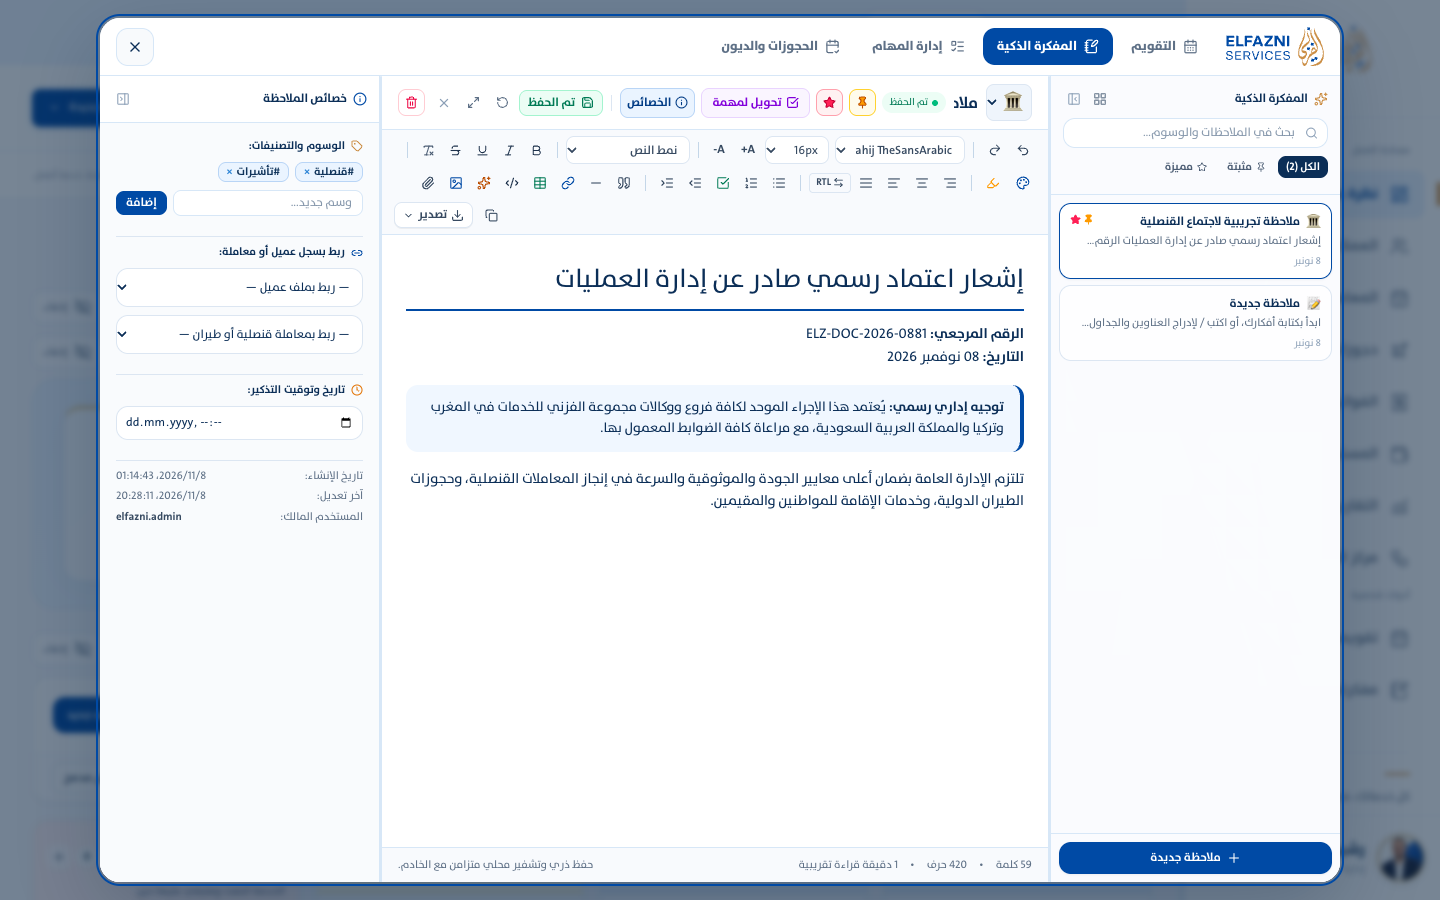 ELFAZNI
SERVICES
التقويم
المفكرة الذكية
إدارة المهام
الحجوزات والديون
المفكرة الذكية
بحث في الملاحظات والوسوم...
الكل (2)
مثبتة
مميزة
ملاحظة تجريبية لاجتماع القنصلية
إشعار اعتماد رسمي صادر عن إدارة العمليات الرقم...
8 نونبر
ملاحظة جديدة
ابدأ بكتابة أفكارك، أو اكتب / لإدراج العناوين والجداول...
8 نونبر
ملاحظة جديدة
ملاح
تم الحفظ
تحويل لمهمة
الخصائص
تم الحفظ
ahij TheSansArabic
16px
A+
A-
نمط النص
B
I
U
S
RTL
تصدير
إشعار اعتماد رسمي صادر عن إدارة العمليات
الرقم المرجعي: ELZ-DOC-2026-0881
التاريخ: 08 نوفمبر 2026
توجيه إداري رسمي: يُعتمد هذا الإجراء الموحد لكافة فروع ووكالات مجموعة الفزني للخدمات في المغرب
وتركيا والمملكة العربية السعودية، مع مراعاة كافة الضوابط المعمول بها.
تلتزم الإدارة العامة بضمان أعلى معايير الجودة والموثوقية والسرعة في إنجاز المعاملات القنصلية، وحجوزات
الطيران الدولية، وخدمات الإقامة للمواطنين والمقيمين.
59 كلمة • 420 حرف • 1 دقيقة قراءة تقريبية
حفظ ذري وتشفير محلي متزامن مع الخادم.
خصائص الملاحظة
الوسوم والتصنيفات:
#قنصلية ×
#تأشيرات ×
وسم جديد...
إضافة
ربط بسجل عميل أو معاملة:
— ربط بملف عميل —
— ربط بمعاملة قنصلية أو طيران —
تاريخ وتوقيت التذكير:
dd.mm.yyyy, --:--
تاريخ الإنشاء: 2026/11/8، 01:14:43
آخر تعديل: 2026/11/8، 20:28:11
المستخدم المالك: elfazni.admin